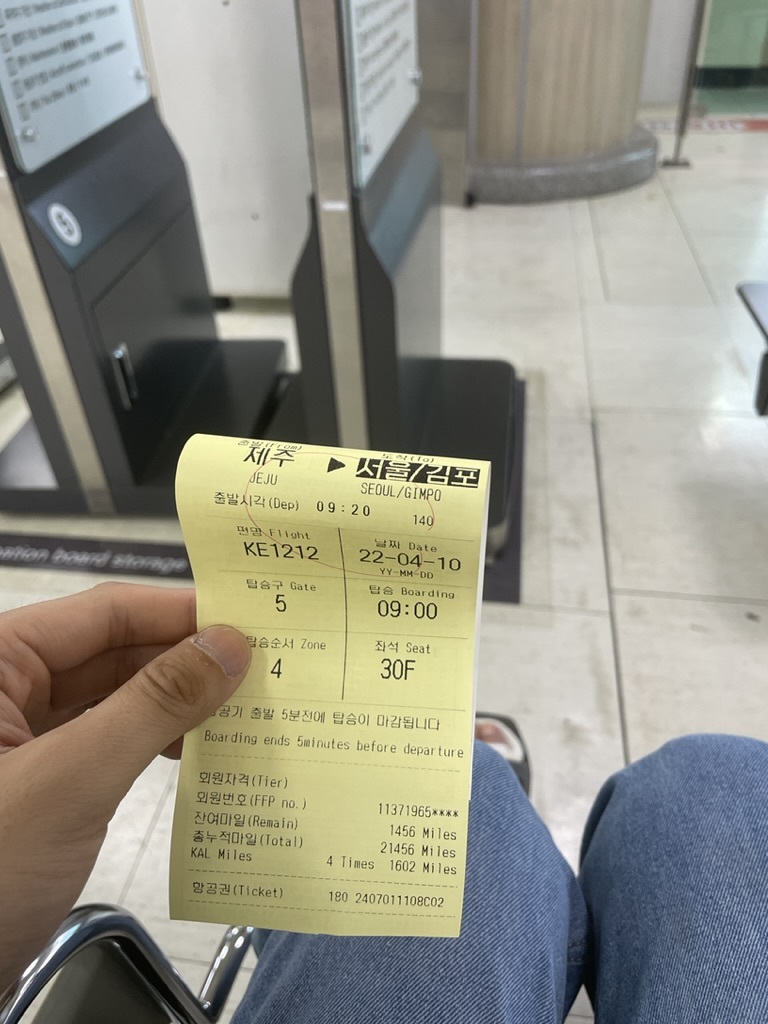 출발(From) 도착(To)
제주 ▶ 서울/김포
JEJU SEOUL/GIMPO
출발시각(Dep) 09:20
140
편명 Flight 날짜 Date
KE1212 22-04-10
YY-MM-DD
탑승구 Gate 탑승 Boarding
5 09:00
탑승순서 Zone 좌석 Seat
4 30F
공기 출발 5분전에 탑승이 마감됩니다
Boarding ends 5minutes before departure
회원자격(Tier)
회원번호(FFP no.) 11371965****
잔여마일(Remain) 1456 Miles
총누적마일(Total) 21456 Miles
KAL Miles 4 Times 1602 Miles
항공권(Ticket) 180 2407011108C02
board storage